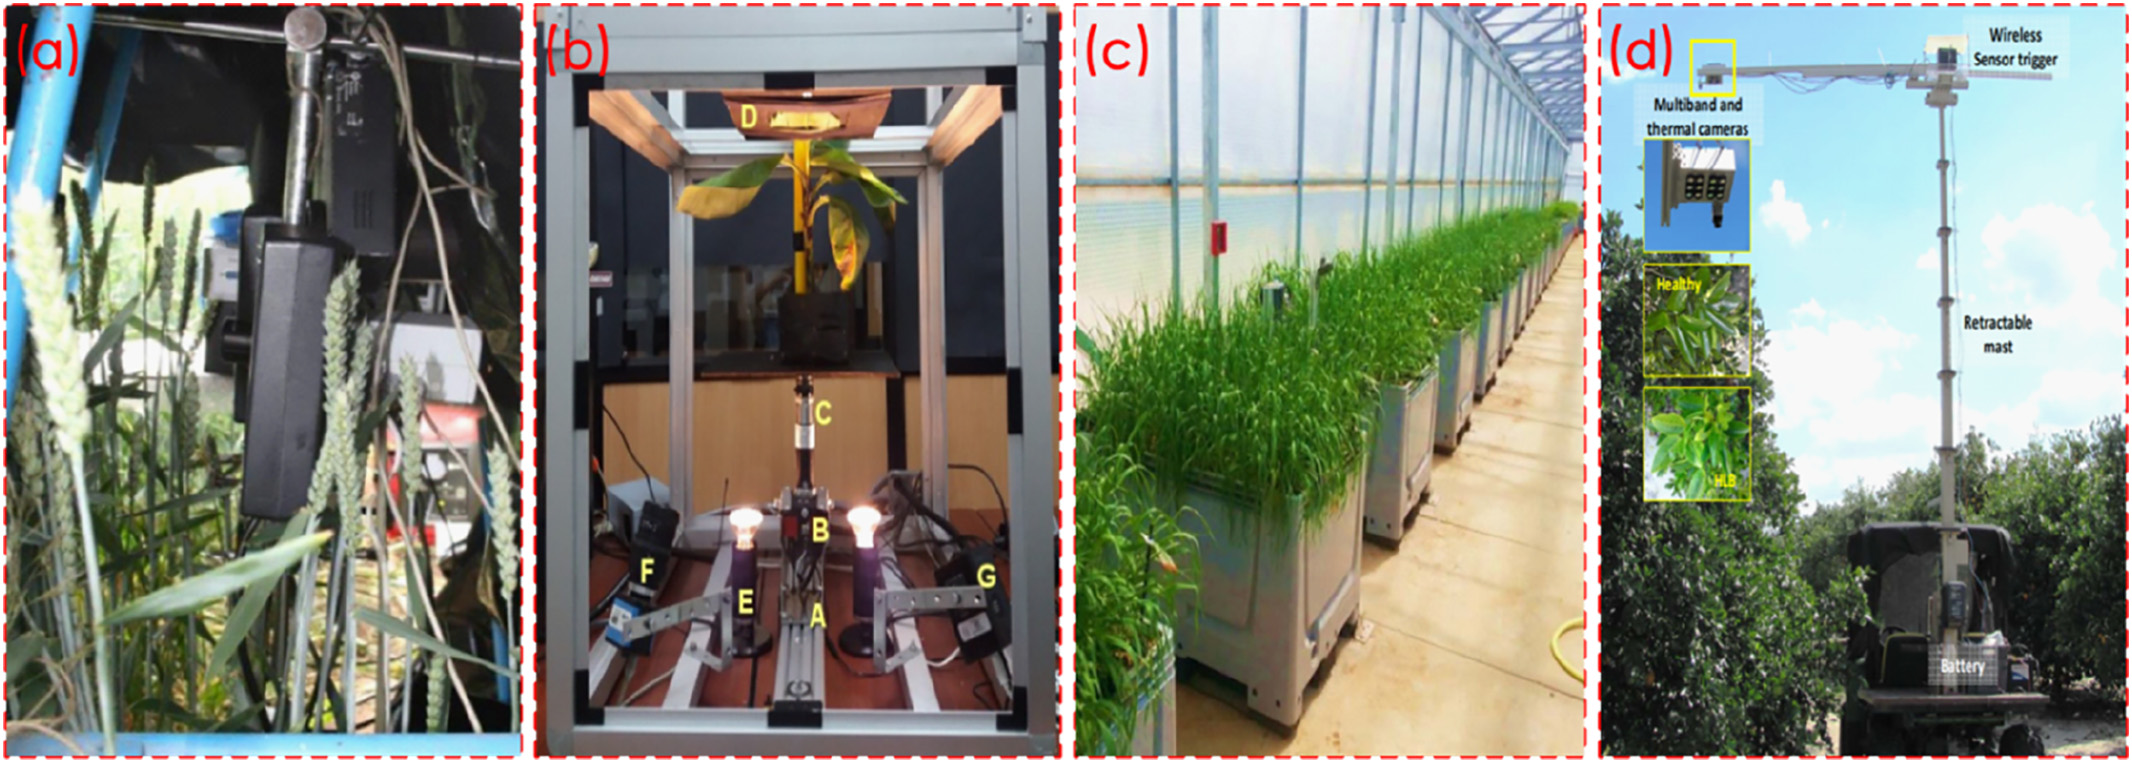 (a)
(b)
D
C
B
F
G
E
A
(c)
(d)
Wireless
Sensor trigger
Multiband and
thermal cameras
Healthy
HLB
Retractable
mast
Battery